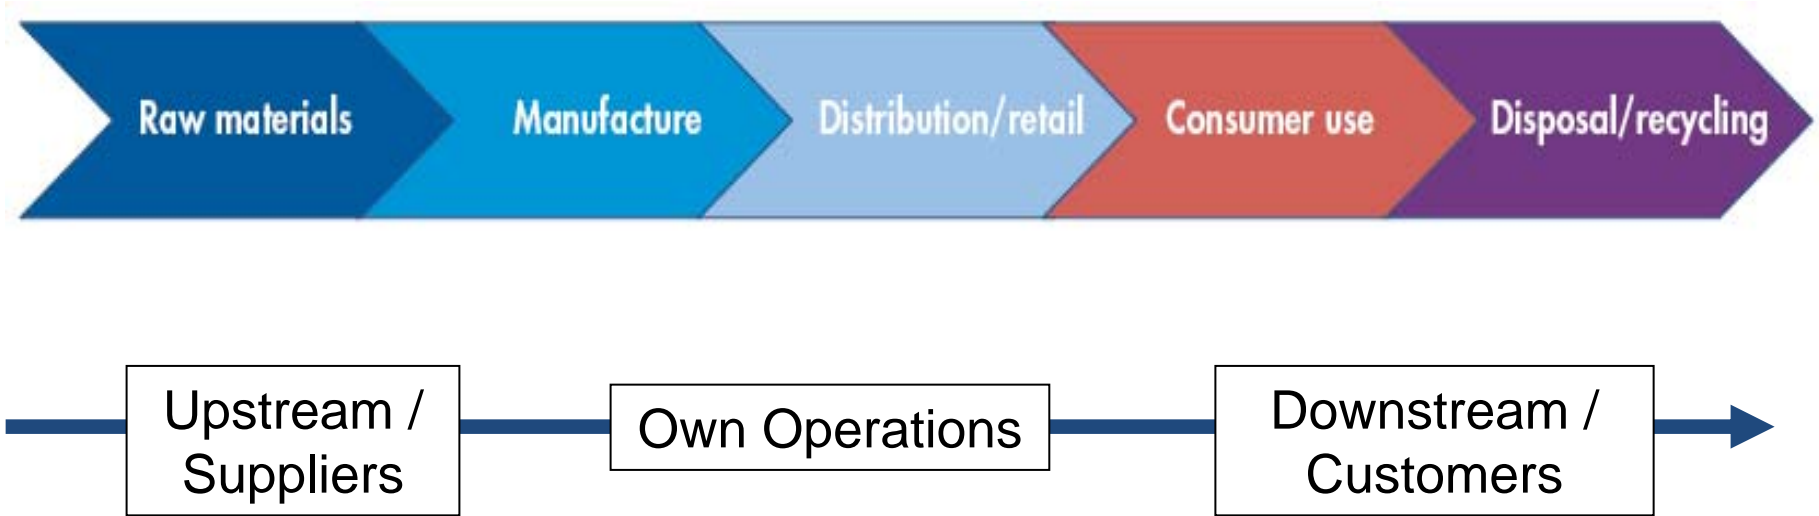 Raw materials
Manufacture
Distribution/retail
Consumer use
Disposal/recycling
Upstream /
Suppliers
Own Operations
Downstream /
Customers